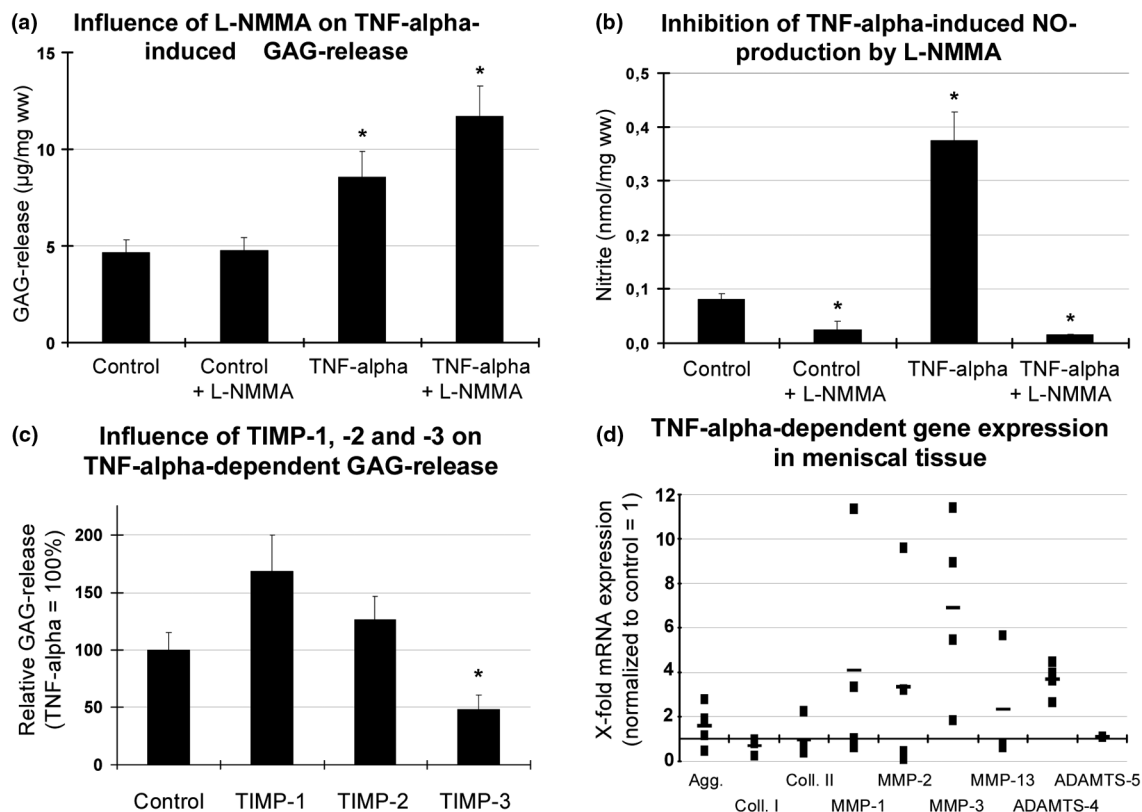 (a) Influence of L-NMMA on TNF-alpha-
induced GAG-release
GAG-release (µg/mg ww)
15
10
5
0
*
*
Control
Control
+ L-NMMA
TNF-alpha
TNF-alpha
+ L-NMMA
(b) Inhibition of TNF-alpha-induced NO-
production by L-NMMA
Nitrite (nmol/mg ww)
0,5
0,4
0,3
0,2
0,1
0,0
*
*
*
Control
Control
+ L-NMMA
TNF-alpha
TNF-alpha
+ L-NMMA
(c) Influence of TIMP-1, -2 and -3 on
TNF-alpha-dependent GAG-release
Relative GAG-release
(TNF-alpha = 100%)
200
150
100
50
00
*
Control
TIMP-1
TIMP-2
TIMP-3
(d) TNF-alpha-dependent gene expression
in meniscal tissue
X-fold mRNA expression
(normalized to control = 1)
12
10
8
6
4
2
1
0
Agg.
Coll. I
Coll. II
MMP-1
MMP-2
MMP-3
MMP-13
ADAMTS-4
ADAMTS-5